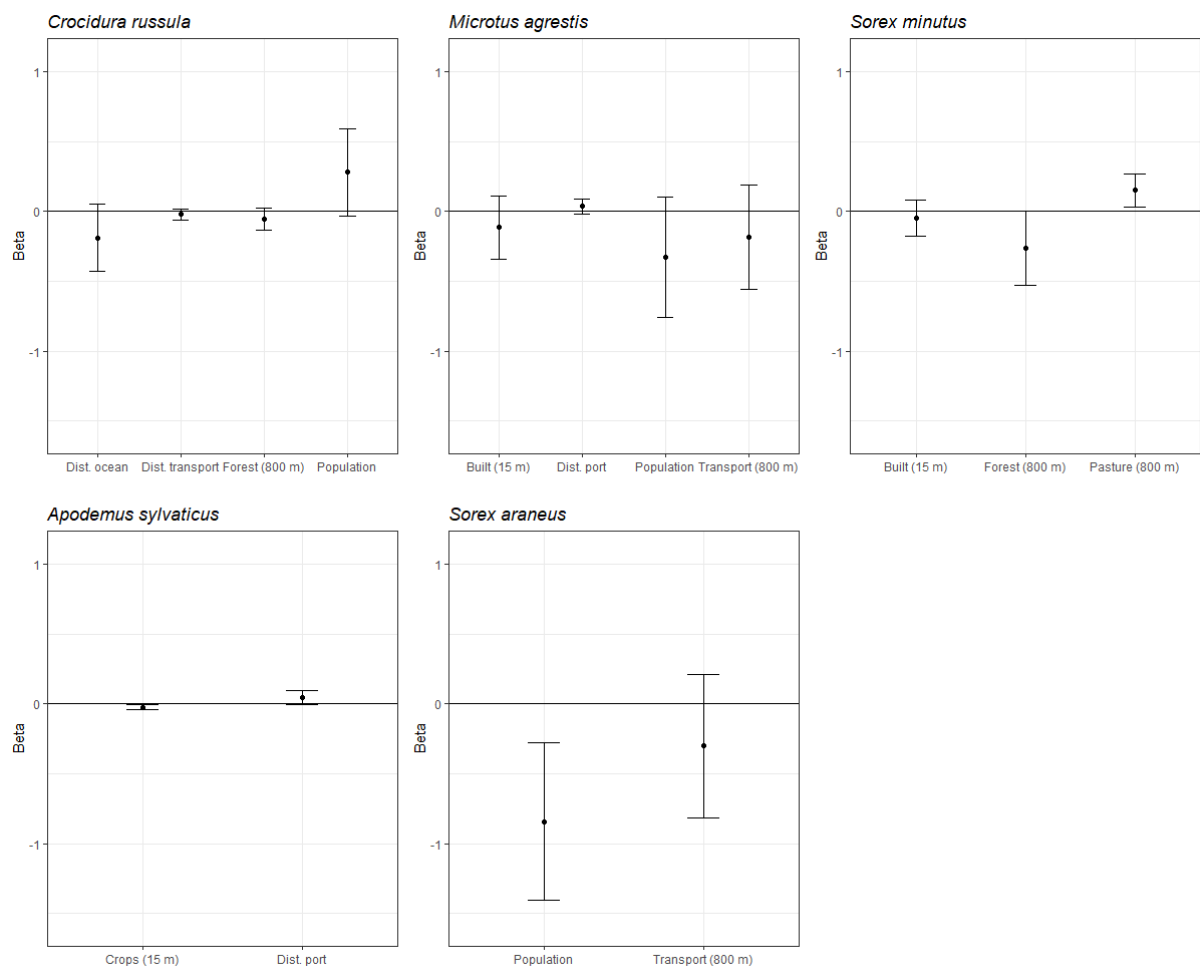 Crocidura russula
Microtus agrestis
Sorex minutus
1
0
-1
Beta
Dist. ocean Dist. transport Forest (800 m) Population
1
0
-1
Beta
Built (15 m) Dist. port Population Transport (800 m)
1
0
-1
Beta
Built (15 m) Forest (800 m) Pasture (800 m)
Apodemus sylvaticus
Sorex araneus
1
0
-1
Beta
Crops (15 m) Dist. port
1
0
-1
Beta
Population Transport (800 m)